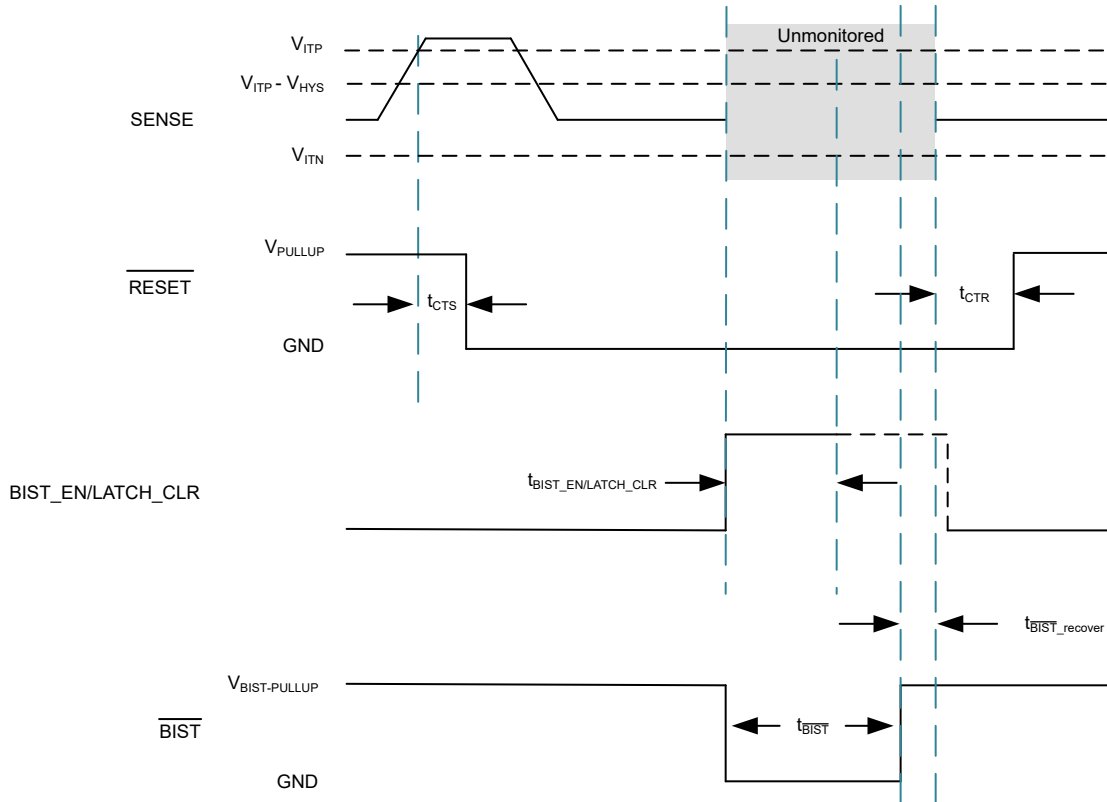 Unmonitored
VITP
VITP - VHYS
SENSE
VITN
VPULLUP
RESET
tCTS
tCTR
GND
tBIST_EN/LATCH_CLR
BIST_EN/LATCH_CLR
tBIST_recover
VBIST-PULLUP
BIST
tBIST
GND